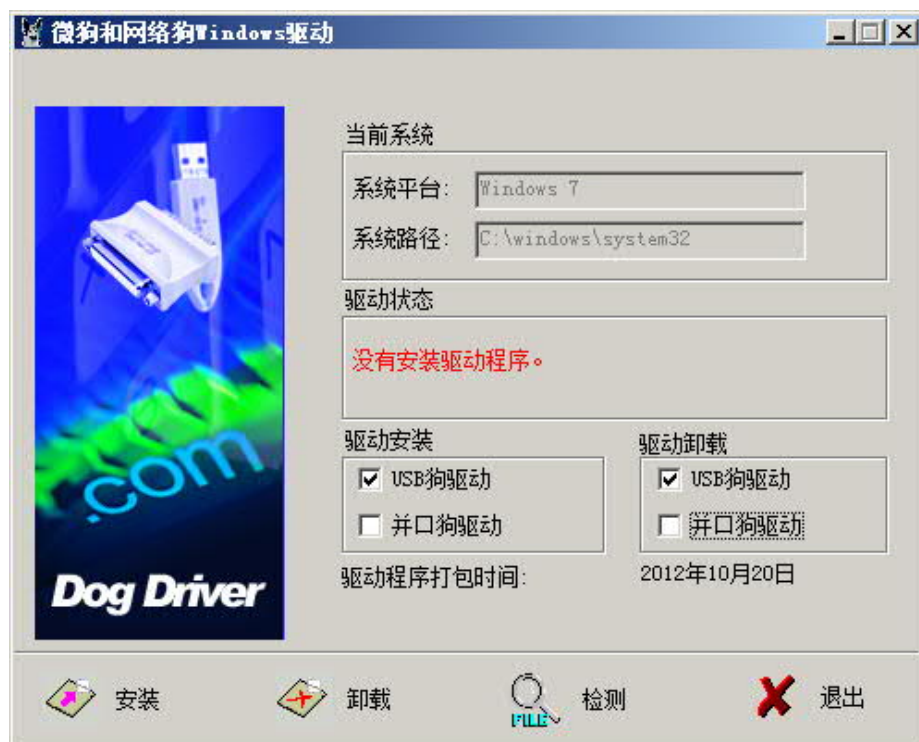 微狗和网络狗Windows驱动
当前系统
系统平台: Windows 7
系统路径: C:\windows\system32
驱动状态
没有安装驱动程序。
驱动安装
USB狗驱动
并口狗驱动
驱动卸载
USB狗驱动
并口狗驱动
驱动程序打包时间: 2012年10月20日
.com
Dog Driver
安装
卸载
FILE
检测
退出